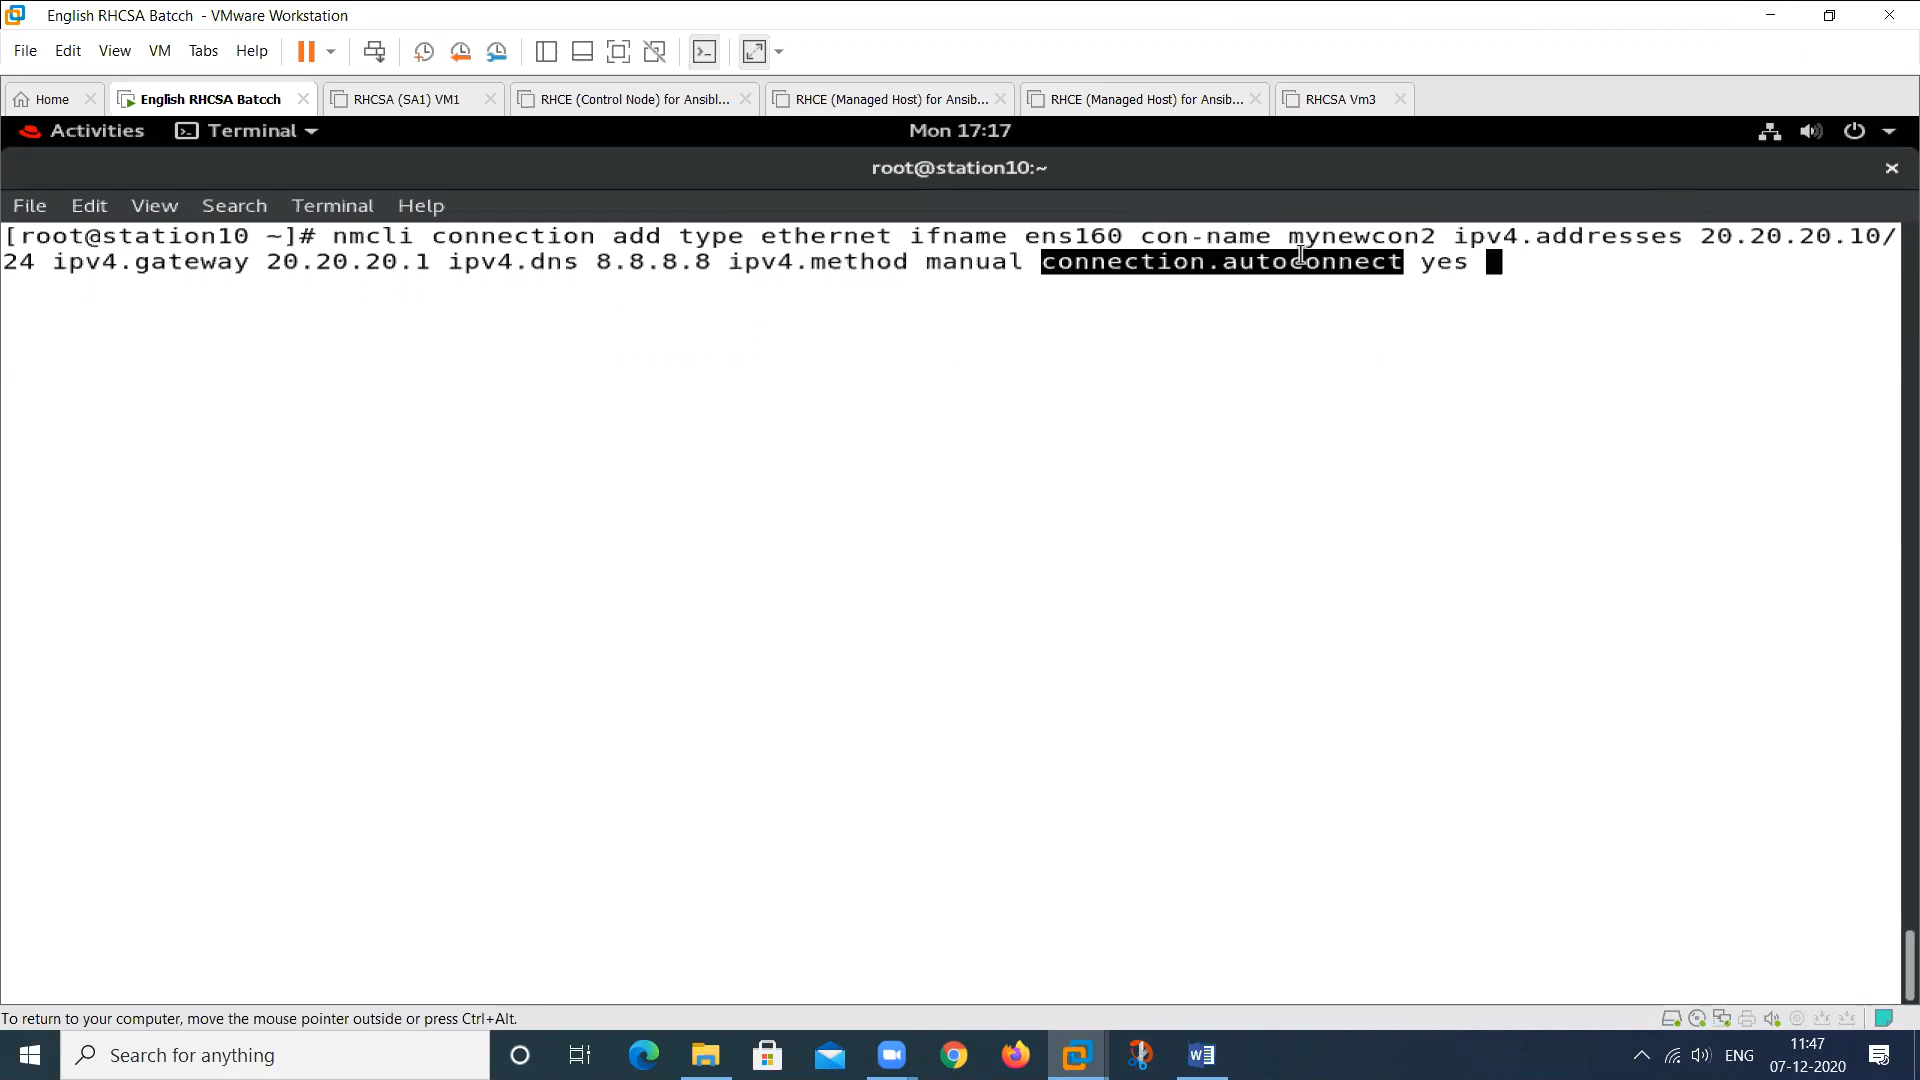 English RHCSA Batcch - VMware Workstation
File Edit View VM Tabs Help
Home English RHCSA Batcch RHCSA (SA1) VM1 RHCE (Control Node) for Ansibl... RHCE (Managed Host) for Ansib... RHCE (Managed Host) for Ansib... RHCSA Vm3
Activities Terminal Mon 17:17
root@station10:~
File Edit View Search Terminal Help
[root@station10 ~]# nmcli connection add type ethernet ifname ens160 con-name mynewcon2 ipv4.addresses 20.20.20.10/
24 ipv4.gateway 20.20.20.1 ipv4.dns 8.8.8.8 ipv4.method manual connection.autoconnect yes
To return to your computer, move the mouse pointer outside or press Ctrl+Alt.
Search for anything
ENG
11:47
07-12-2020